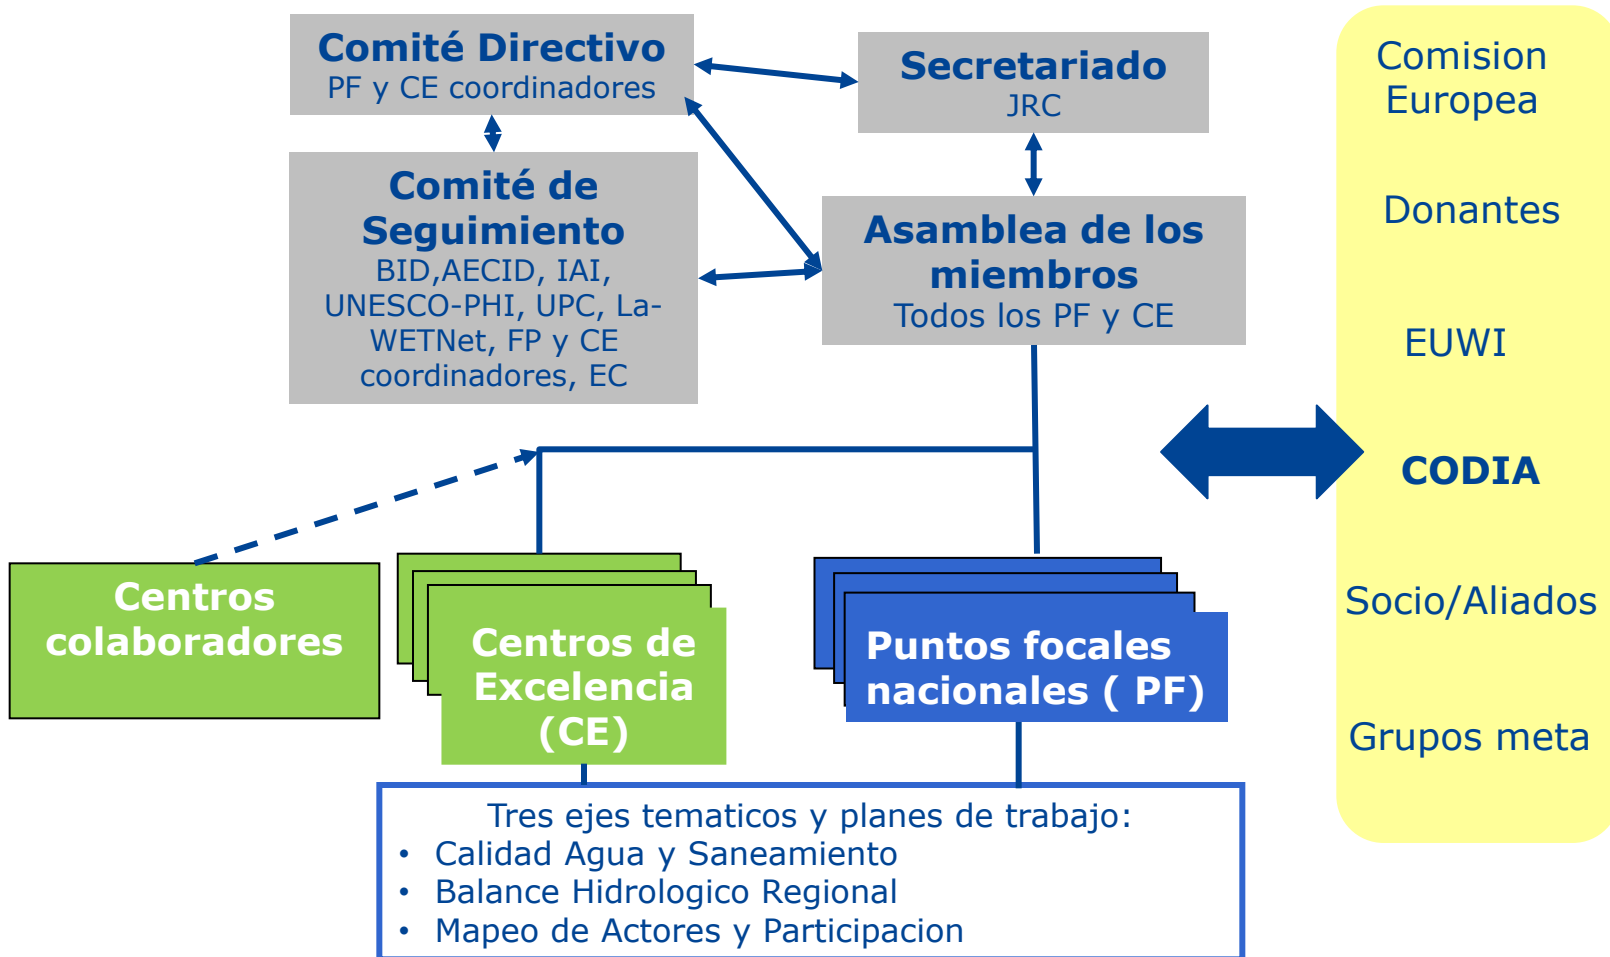 Comité Directivo
PF y CE coordinadores
Secretariado
JRC
Comité de
Seguimiento
BID,AECID, IAI,
UNESCO-PHI, UPC, La-
WETNet, FP y CE
coordinadores, EC
Asamblea de los
miembros
Todos los PF y CE
Centros
colaboradores
Centros de
Excelencia
(CE)
Puntos focales
nacionales ( PF)
Tres ejes tematicos y planes de trabajo:
• Calidad Agua y Saneamiento
• Balance Hidrologico Regional
• Mapeo de Actores y Participacion
Comision
Europea
Donantes
EUWI
CODIA
Socio/Aliados
Grupos meta